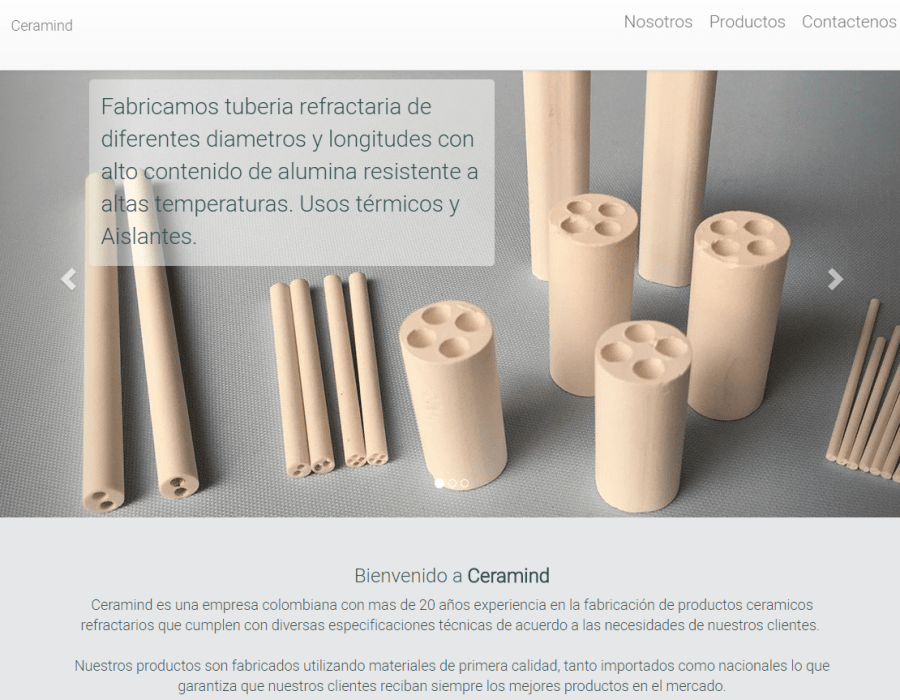 Ceramind
Nosotros Productos Contactenos
Fabricamos tuberia refractaria de
diferentes diametros y longitudes con
alto contenido de alumina resistente a
altas temperaturas. Usos térmicos y
Aislantes.
Bienvenido a Ceramind
Ceramind es una empresa colombiana con mas de 20 años experiencia en la fabricación de productos ceramicos
refractarios que cumplen con diversas especificaciones técnicas de acuerdo a las necesidades de nuestros clientes.
Nuestros productos son fabricados utilizando materiales de primera calidad, tanto importados como nacionales lo que
garantiza que nuestros clientes reciban siempre los mejores productos en el mercado.